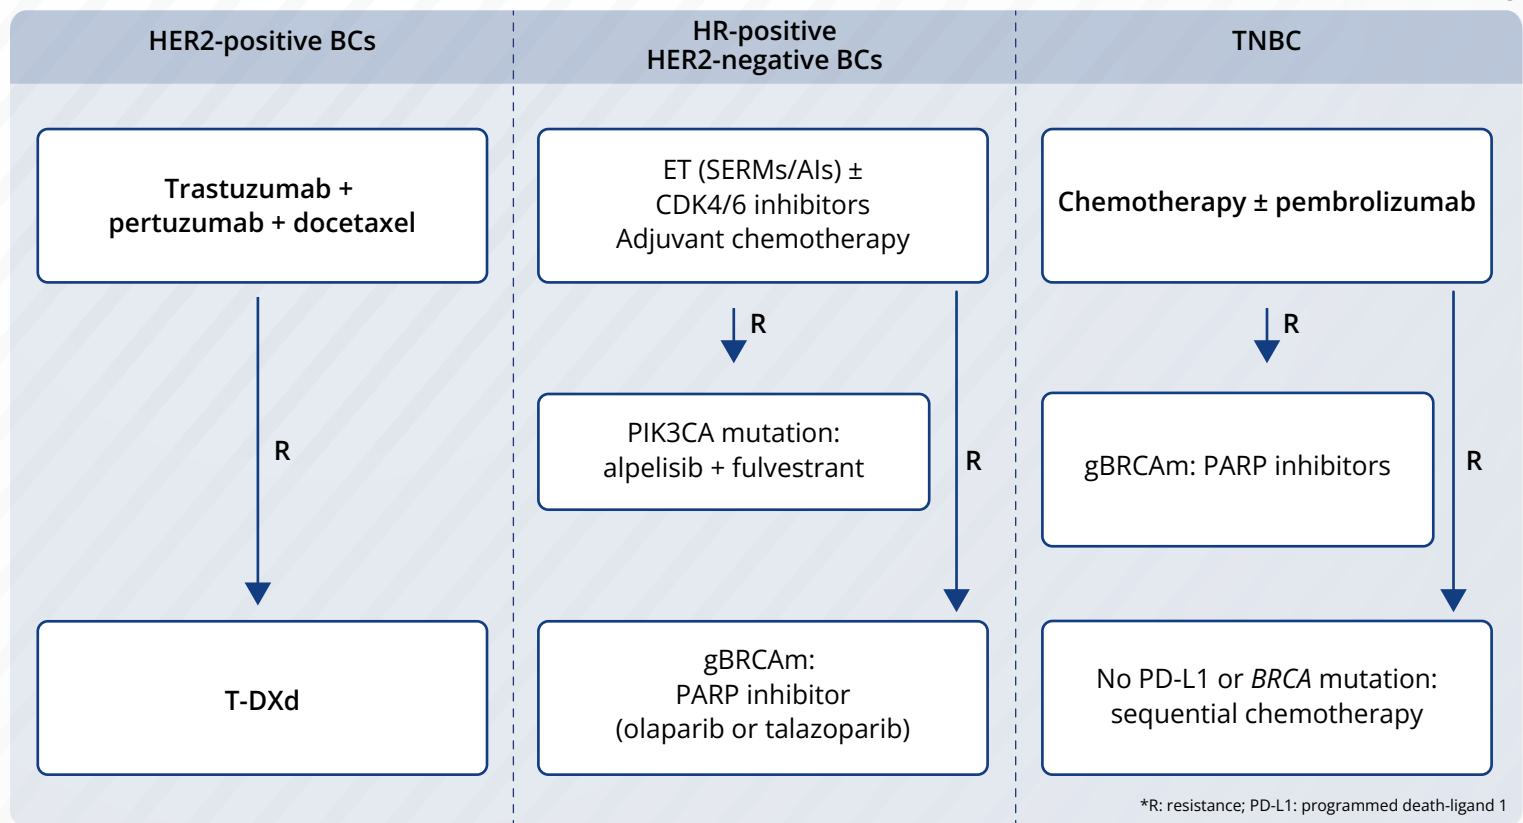 HER2-positive BCs
HR-positive
HER2-negative BCs
TNBC
Trastuzumab +
pertuzumab + docetaxel
R
T-DXd
ET (SERMs/AIs) ±
CDK4/6 inhibitors
Adjuvant chemotherapy
R
PIK3CA mutation:
alpelisib + fulvestrant
R
gBRCAm:
PARP inhibitor
(olaparib or talazoparib)
Chemotherapy ± pembrolizumab
R
gBRCAm: PARP inhibitors
R
No PD-L1 or BRCA mutation:
sequential chemotherapy
*R: resistance; PD-L1: programmed death-ligand 1